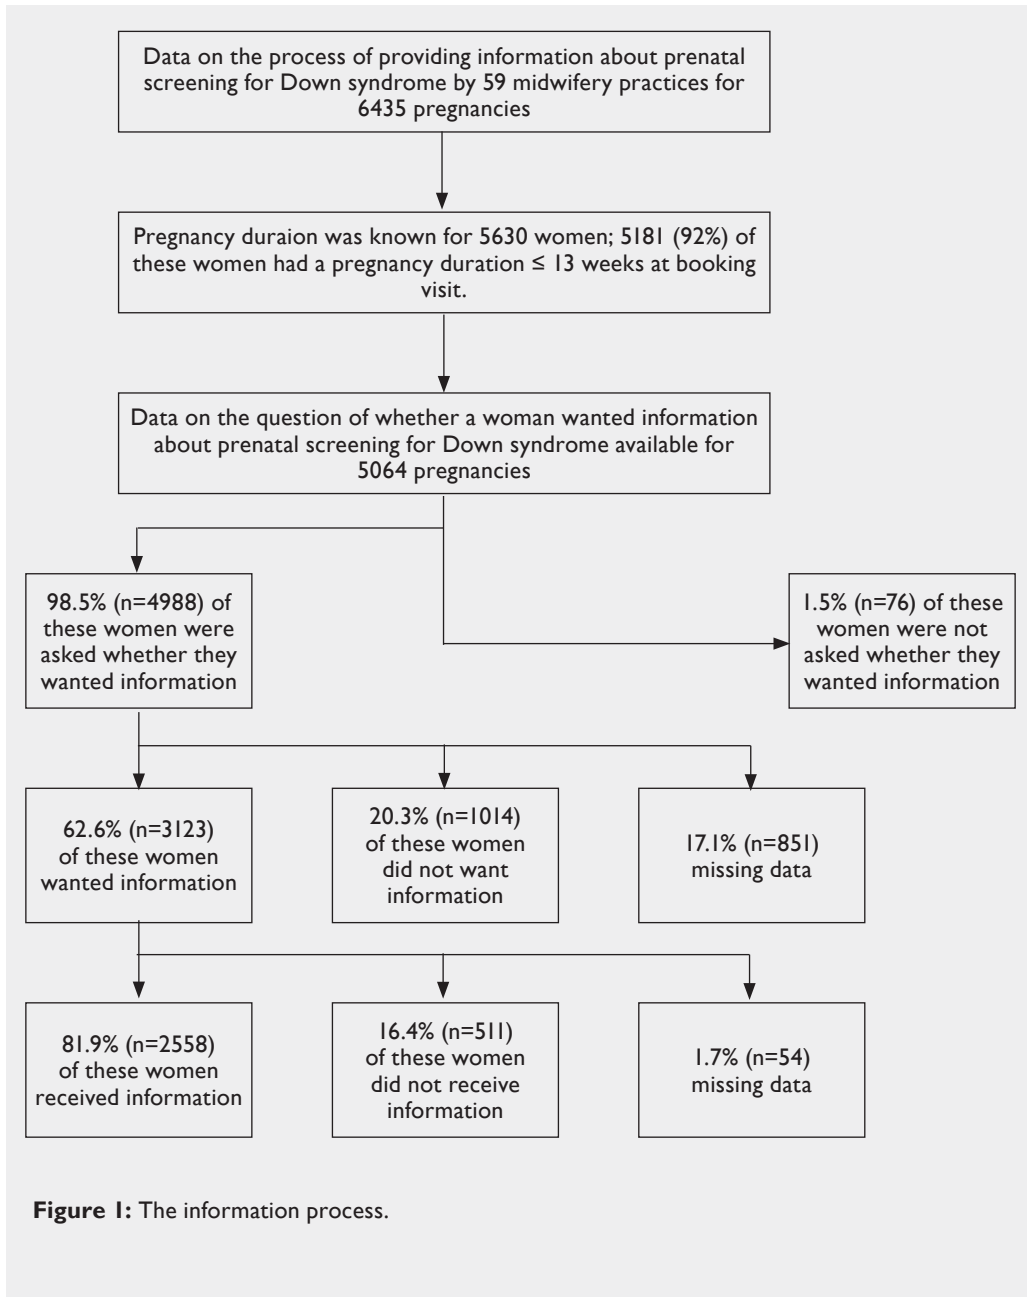 Data on the process of providing information about prenatal
screening for Down syndrome by 59 midwifery practices for
6435 pregnancies
Pregnancy duraion was known for 5630 women; 5181 (92%) of
these women had a pregnancy duration ≤ 13 weeks at booking
visit.
Data on the question of whether a woman wanted information
about prenatal screening for Down syndrome available for
5064 pregnancies
98.5% (n=4988) of
these women were
asked whether they
wanted information
1.5% (n=76) of these
women were not
asked whether they
wanted information
62.6% (n=3123)
of these women
wanted information
20.3% (n=1014)
of these women
did not want
information
17.1% (n=851)
missing data
81.9% (n=2558)
of these women
received information
16.4% (n=511)
of these women
did not receive
information
1.7% (n=54)
missing data
Figure 1: The information process.